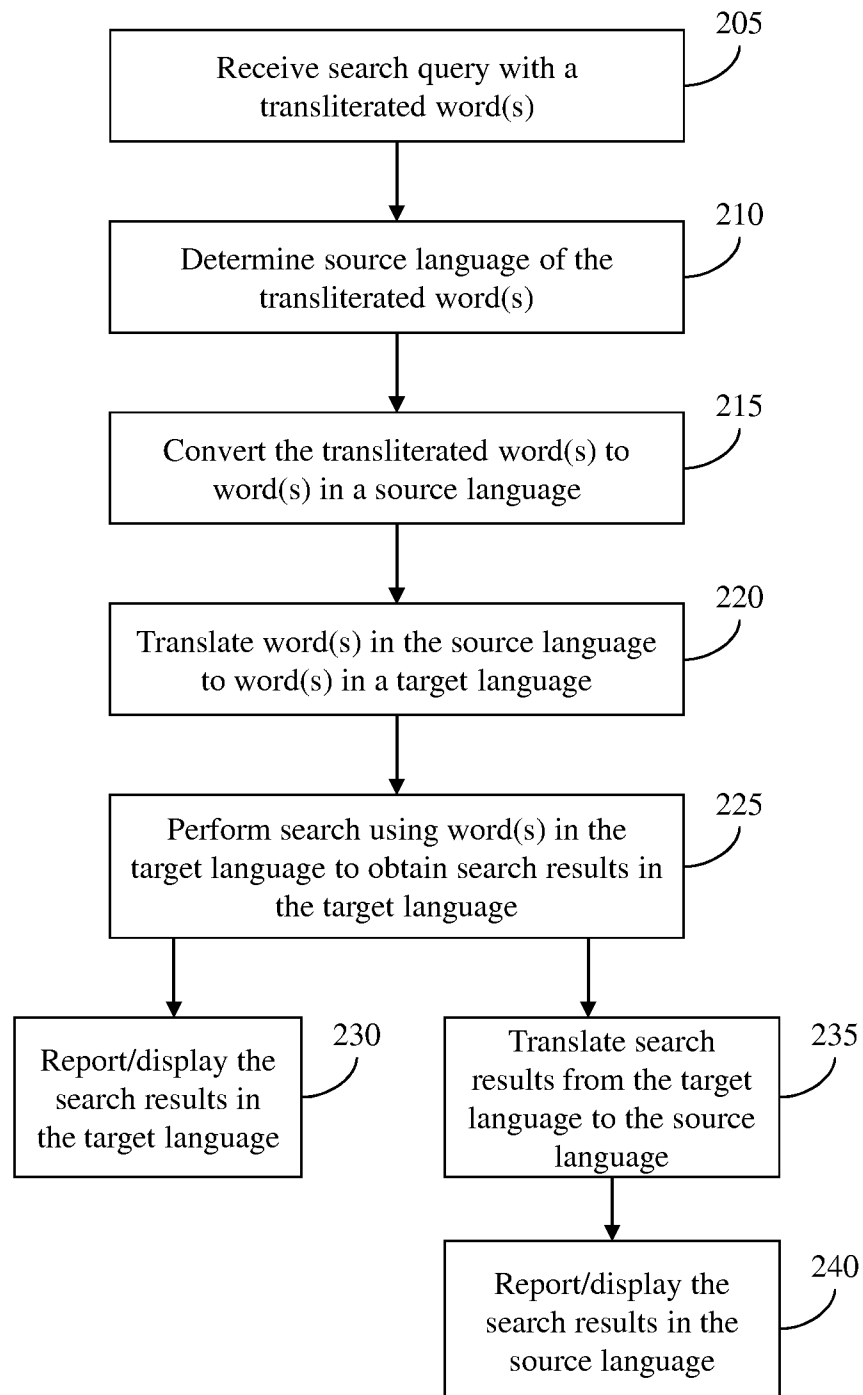 205
Receive search query with a
transliterated word(s)
210
Determine source language of the
transliterated word(s)
215
Convert the transliterated word(s) to
word(s) in a source language
220
Translate word(s) in the source language
to word(s) in a target language
225
Perform search using word(s) in the
target language to obtain search results in
the target language
230
Report/display the
search results in
the target language
235
Translate search
results from the target
language to the source
language
240
Report/display the
search results in the
source language